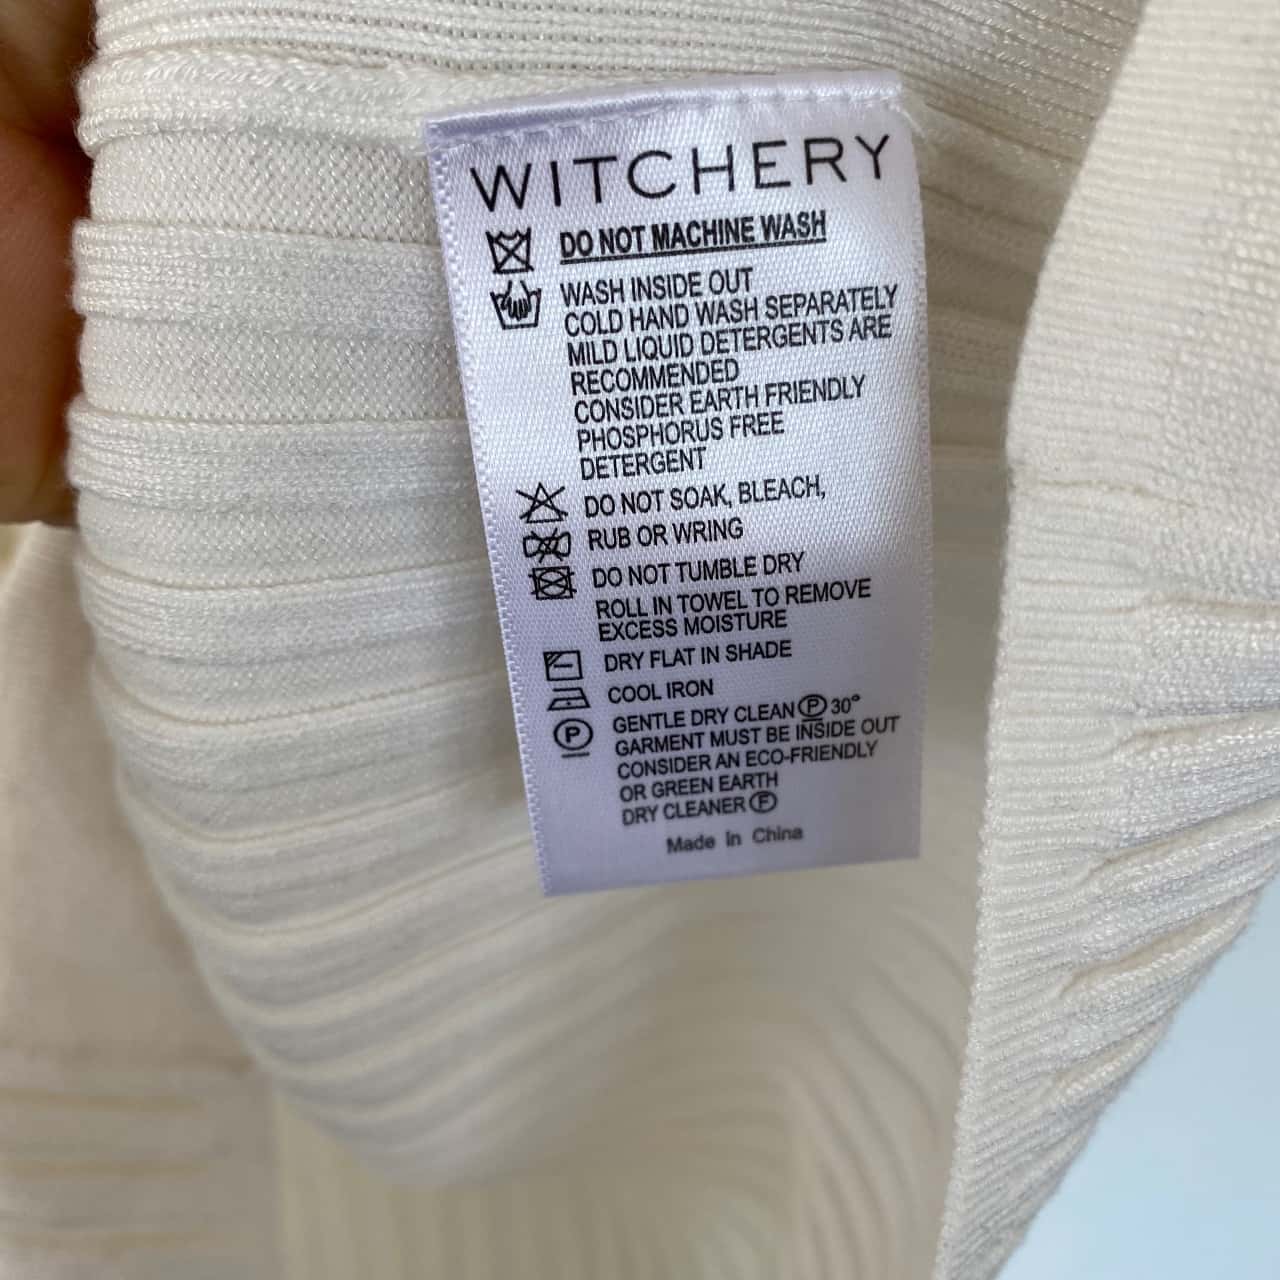 WITCHERY
DO NOT MACHINE WASH
WASH INSIDE OUT
COLD HAND WASH SEPARATELY
MILD LIQUID DETERGENTS ARE
RECOMMENDED
CONSIDER EARTH FRIENDLY
PHOSPHORUS FREE
DETERGENT
DO NOT SOAK, BLEACH,
RUB OR WRING
DO NOT TUMBLE DRY
ROLL IN TOWEL TO REMOVE
EXCESS MOISTURE
DRY FLAT IN SHADE
COOL IRON
P GENTLE DRY CLEAN P 30°
GARMENT MUST BE INSIDE OUT
CONSIDER AN ECO-FRIENDLY
OR GREEN EARTH
DRY CLEANER F
Made in China